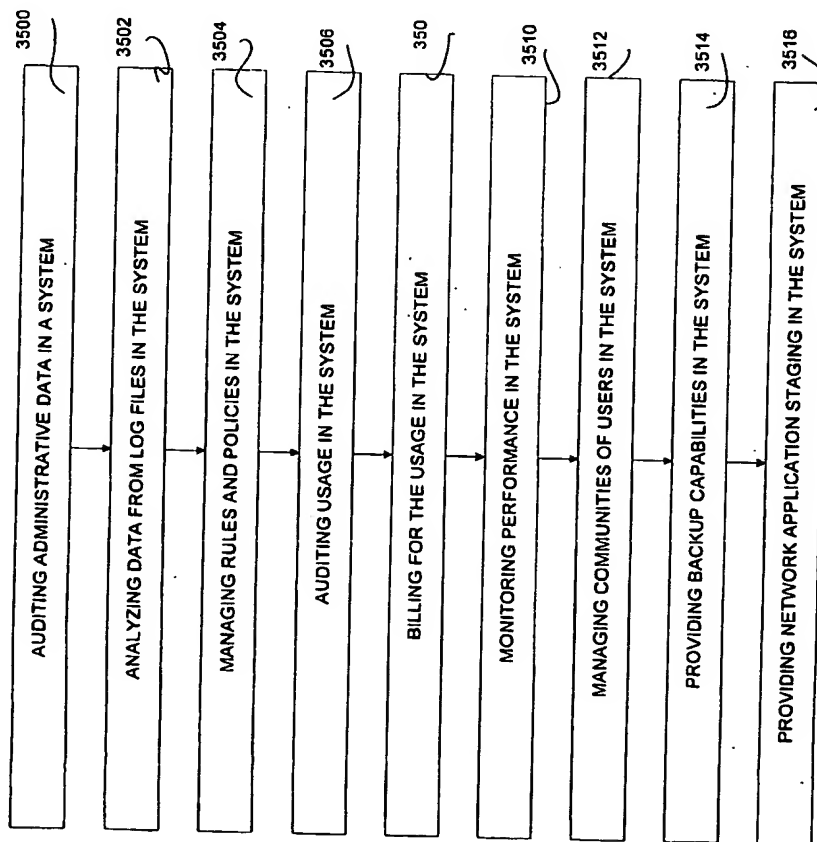 3500
AUDITING ADMINISTRATIVE DATA IN A SYSTEM
3502
ANALYZING DATA FROM LOG FILES IN THE SYSTEM
3504
MANAGING RULES AND POLICIES IN THE SYSTEM
3506
AUDITING USAGE IN THE SYSTEM
350
BILLING FOR THE USAGE IN THE SYSTEM
3510
MONITORING PERFORMANCE IN THE SYSTEM
3512
MANAGING COMMUNITIES OF USERS IN THE SYSTEM
3514
PROVIDING BACKUP CAPABILITIES IN THE SYSTEM
3516
PROVIDING NETWORK APPLICATION STAGING IN THE SYSTEM